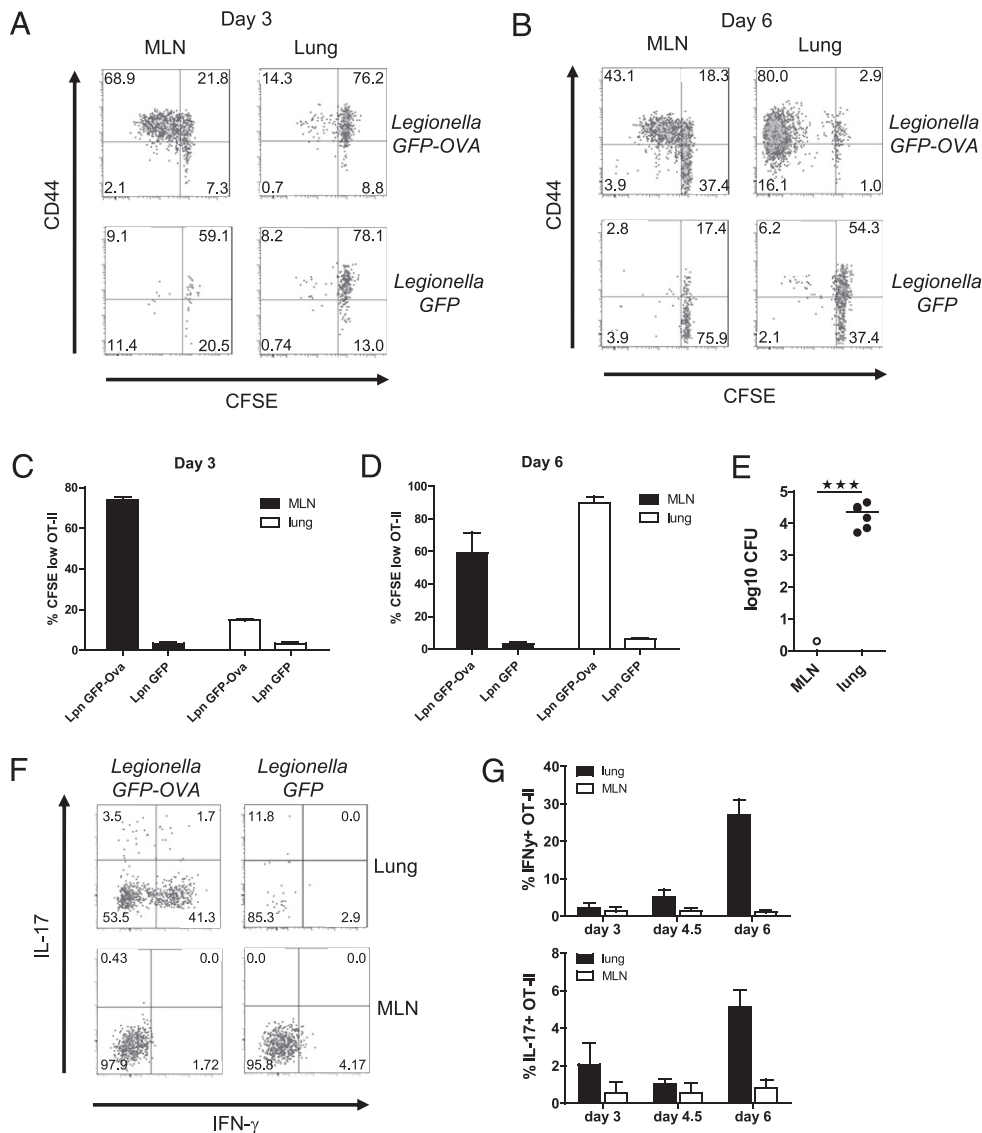 A
Day 3
MLN
Lung
68.9
21.8
2.1
7.3
14.3
76.2
0.7
8.8
Legionella
GFP-OVA
9.1
59.1
11.4
20.5
8.2
78.1
0.74
13.0
Legionella
GFP
CD44
CFSE
B
Day 6
MLN
Lung
43.1
18.3
3.9
37.4
80.0
2.9
16.1
1.0
Legionella
GFP-OVA
2.8
17.4
3.9
75.9
6.2
54.3
2.1
37.4
Legionella
GFP
CD44
CFSE
C
Day 3
% CFSE low OT-II
80
60
40
20
0
MLN
lung
Lpn GFP-Ova
Lpn GFP
Lpn GFP-Ova
Lpn GFP
D
Day 6
% CFSE low OT-II
100
80
60
40
20
0
MLN
lung
Lpn GFP-Ova
Lpn GFP
Lpn GFP-Ova
Lpn GFP
E
★★★
log10 CFU
5
4
3
2
1
0
MLN
lung
F
Legionella
GFP-OVA
Legionella
GFP
3.5
1.7
53.5
41.3
11.8
0.0
85.3
2.9
Lung
0.43
0.0
97.9
1.72
0.0
0.0
95.8
4.17
MLN
IL-17
IFN-γ
G
% IFNy+ OT-II
40
30
20
10
0
lung
MLN
day 3
day 4.5
day 6
% IL-17+ OT-II
8
6
4
2
0
lung
MLN
day 3
day 4.5
day 6